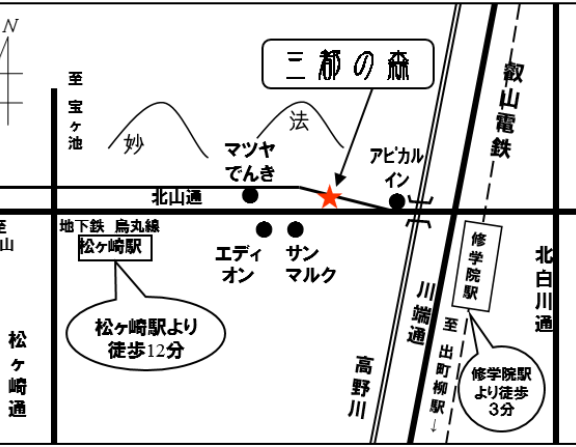 N
至 宝ヶ池
三都の森
叡山電鉄
妙
法
マツヤ
でんき
アピカル
イン
北山通
至
山
地下鉄 烏丸線
松ヶ崎駅
エディ
オン
サン
マルク
修学院駅
北白川通
松ヶ崎駅より
徒歩12分
川端通
至 出町柳駅→
松ヶ崎通
高野川
修学院駅
より徒歩
3分